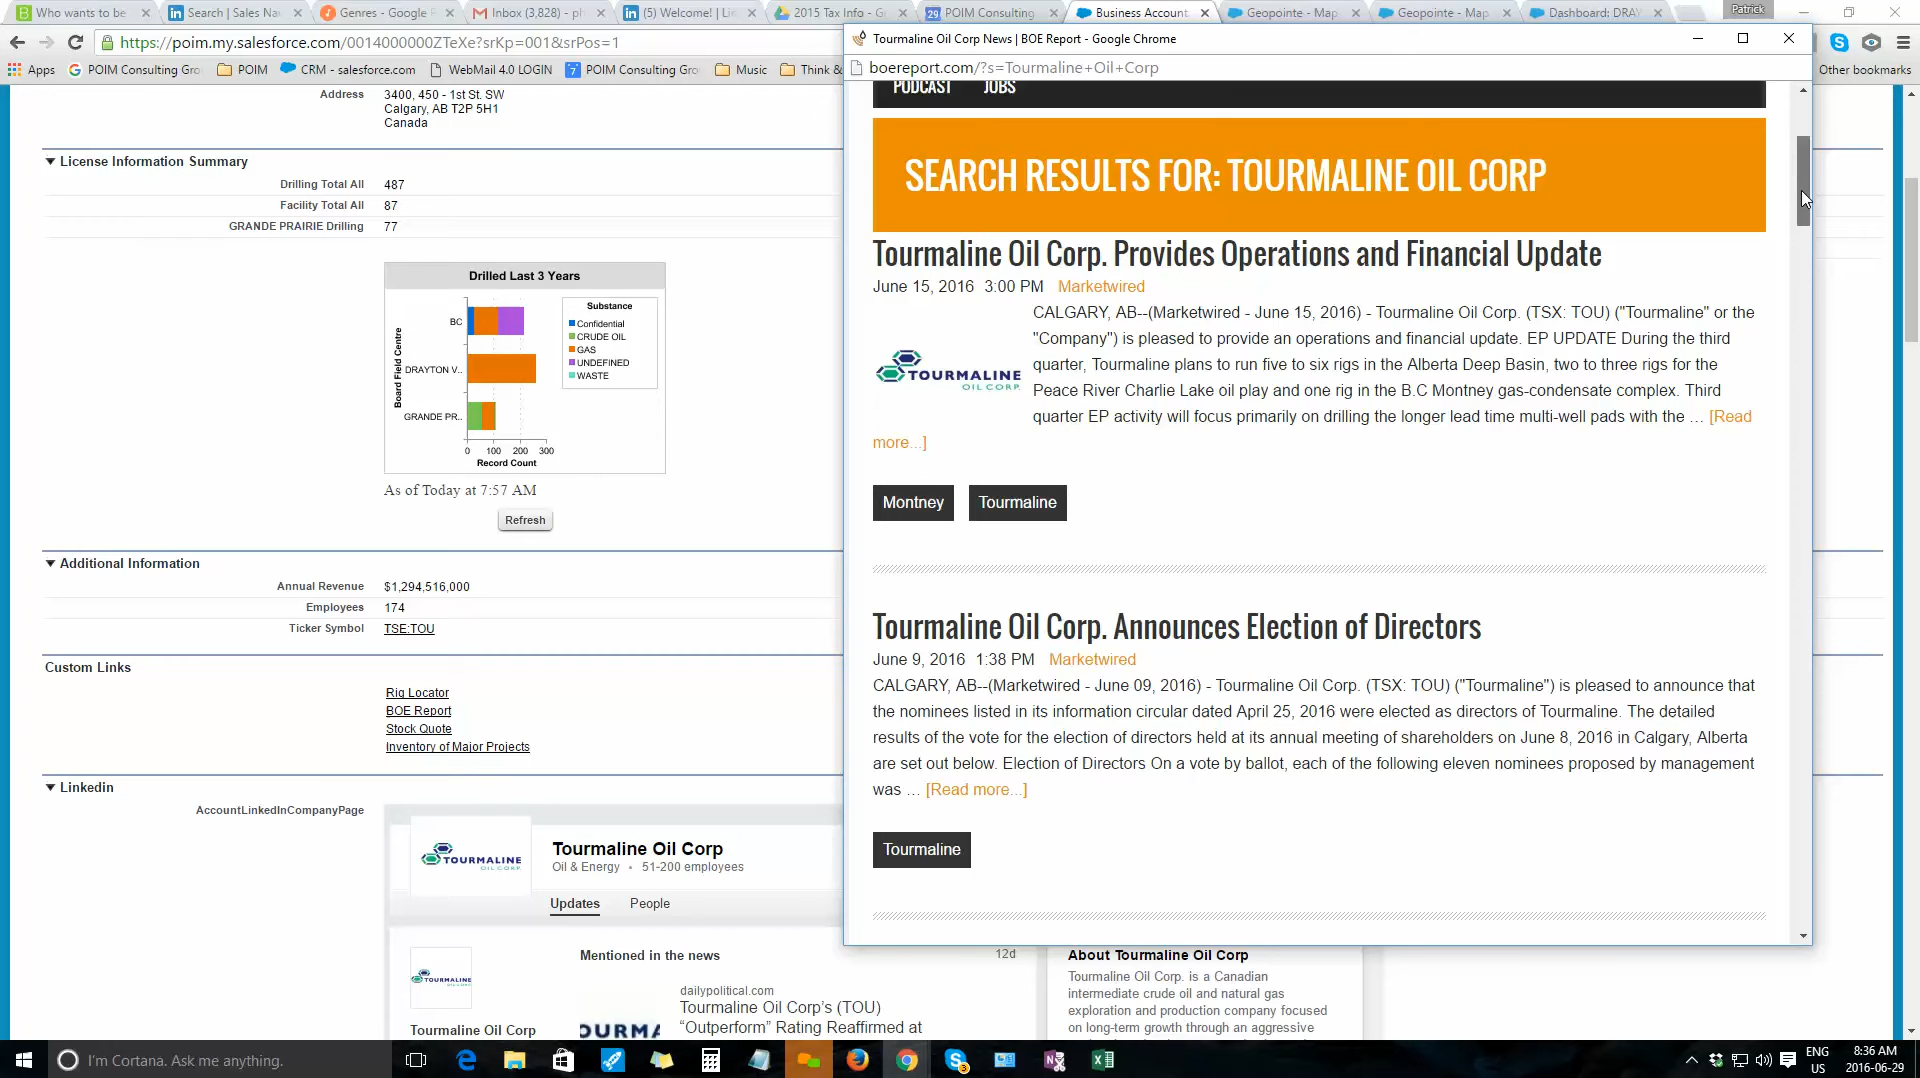 Who wants to be
Search | Sales Na
Genres - Google
Inbox (3,828) - p
(5) Welcome! | Li
2015 Tax Info - G
29
POIM Consulting
Business Account
Geopointe - Map
Geopointe - Map
Dashboard: DRAY
Patrick
https://poim.my.salesforce.com/0014000000ZTeXe?srKp=001&srPos=1
Apps
POIM Consulting Gro
POIM
CRM - salesforce.com
WebMail 4.0 LOGIN
7
POIM Consulting Gro
Music
Think &
Other bookmarks
Address
3400, 450 - 1st St. SW
Calgary, AB T2P 5H1
Canada
License Information Summary
Drilling Total All
487
Facility Total All
87
GRANDE PRAIRIE Drilling
77
Drilled Last 3 Years
Board Field Centre
BC
DRAYTON V...
GRANDE PR...
0 100 200 300
Record Count
Substance
Confidential
CRUDE OIL
GAS
UNDEFINED
WASTE
As of Today at 7:57 AM
Refresh
Additional Information
Annual Revenue
$1,294,516,000
Employees
174
Ticker Symbol
TSE:TOU
Custom Links
Rig Locator
BOE Report
Stock Quote
Inventory of Major Projects
Linkedin
AccountLinkedInCompanyPage
TOURMALINE
OIL CORP
Tourmaline Oil Corp
Oil & Energy • 51-200 employees
Updates
People
TOURMALINE
OIL CORP
Tourmaline Oil Corp
Mentioned in the news
12d
dailypolitical.com
Tourmaline Oil Corp's (TOU)
"Outperform" Rating Reaffirmed at
OURMA
About Tourmaline Oil Corp
Tourmaline Oil Corp. is a Canadian
intermediate crude oil and natural gas
exploration and production company focused
on long-term growth through an aggressive
Tourmaline Oil Corp News | BOE Report - Google Chrome
boereport.com/?s=Tourmaline+Oil+Corp
PODCAST
JOBS
SEARCH RESULTS FOR: TOURMALINE OIL CORP
Tourmaline Oil Corp. Provides Operations and Financial Update
June 15, 2016 3:00 PM Marketwired
TOURMALINE
OIL CORP.
CALGARY, AB--(Marketwired - June 15, 2016) - Tourmaline Oil Corp. (TSX: TOU) ("Tourmaline" or the
"Company") is pleased to provide an operations and financial update. EP UPDATE During the third
quarter, Tourmaline plans to run five to six rigs in the Alberta Deep Basin, two to three rigs for the
Peace River Charlie Lake oil play and one rig in the B.C Montney gas-condensate complex. Third
quarter EP activity will focus primarily on drilling the longer lead time multi-well pads with the … [Read
more...]
Montney
Tourmaline
Tourmaline Oil Corp. Announces Election of Directors
June 9, 2016 1:38 PM Marketwired
CALGARY, AB--(Marketwired - June 09, 2016) - Tourmaline Oil Corp. (TSX: TOU) ("Tourmaline") is pleased to announce that
the nominees listed in its information circular dated April 25, 2016 were elected as directors of Tourmaline. The detailed
results of the vote for the election of directors held at its annual meeting of shareholders on June 8, 2016 in Calgary, Alberta
are set out below. Election of Directors On a vote by ballot, each of the following eleven nominees proposed by management
was … [Read more...]
Tourmaline
I'm Cortana. Ask me anything.
3
ENG
US
8:36 AM
2016-06-29